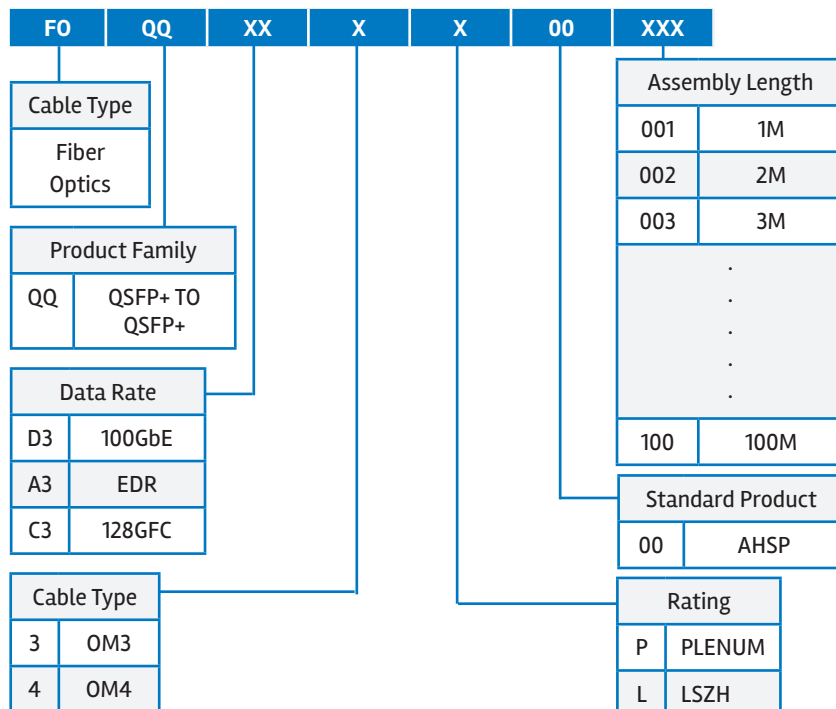 FO QQ XX X X 00 XXX
Cable Type
Fiber
Optics
Product Family
QQ QSFP+ TO
QSFP+
Data Rate
D3 100GbE
A3 EDR
C3 128GFC
Cable Type
3 OM3
4 OM4
Assembly Length
001 1M
002 2M
003 3M
.
.
.
.
.
100 100M
Standard Product
00 AHSP
Rating
P PLENUM
L LSZH